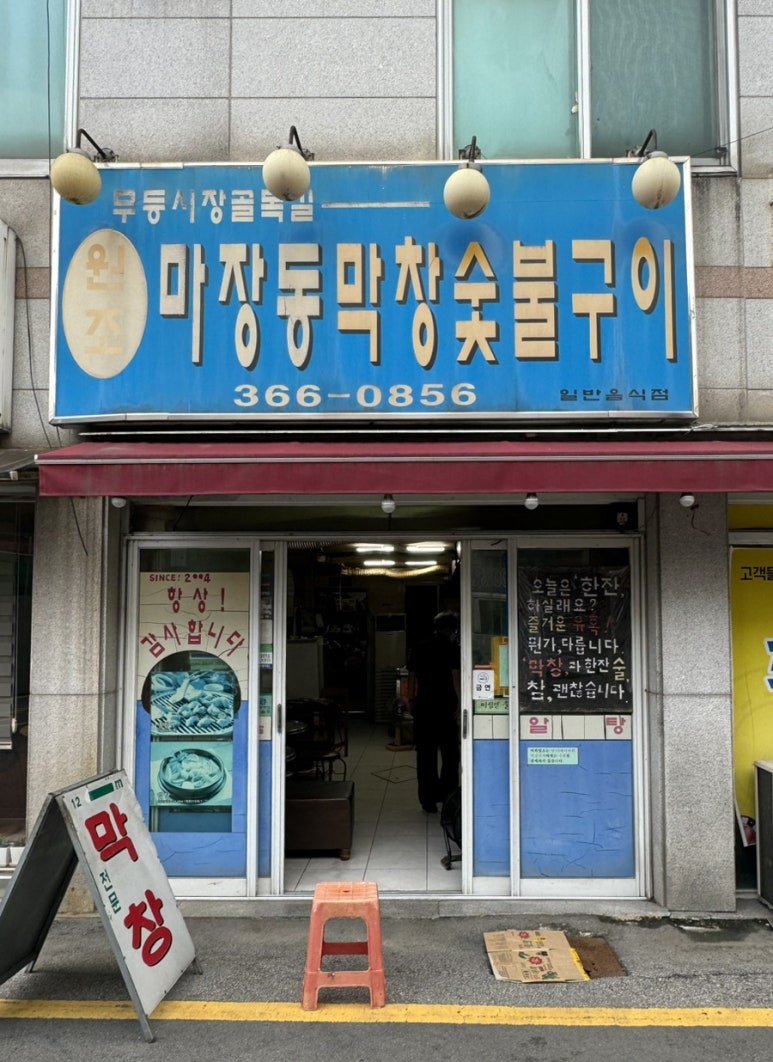 무등시장골목길
원조
마장동막창숯불구이
366-0856
일반음식점
SINCE! 2**4
항상!
감사합니다
오늘은 '한잔,
하실래요?
즐거운 유혹!
뭔가, 다릅니다.
'막창'과 한잔술,
참, 괜찮습니다
금연
알 탕
12 m
막창
전문
고객들